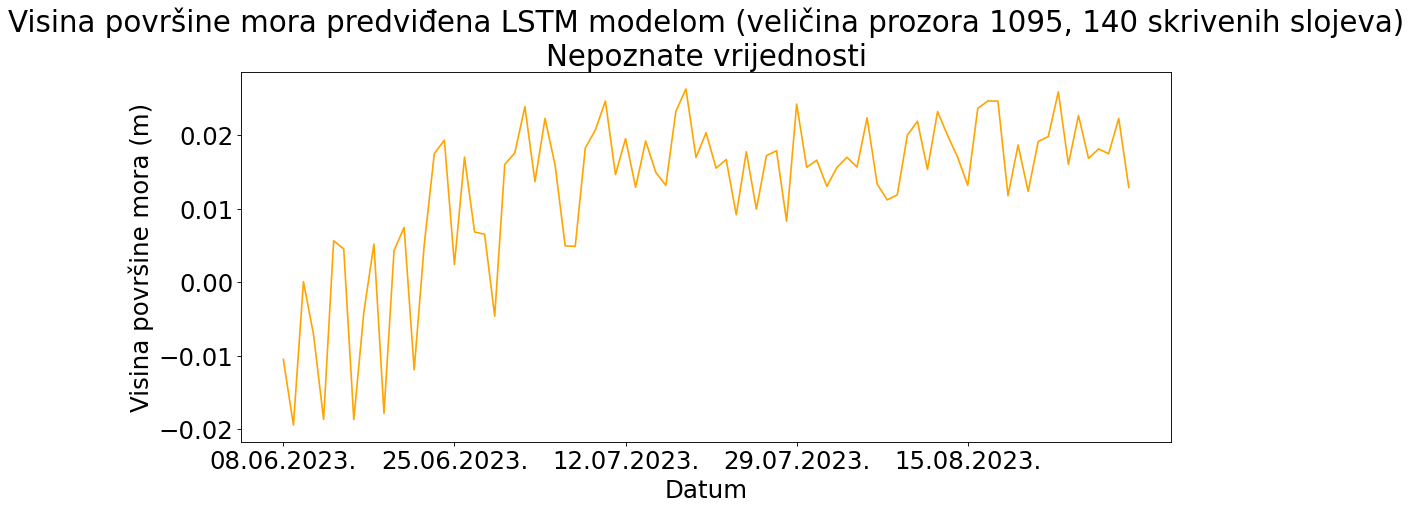 Visina površine mora predviđena LSTM modelom (veličina prozora 1095, 140 skrivenih slojeva)
Nepoznate vrijednosti
Visina površine mora (m)
0.02
0.01
0.00
−0.01
−0.02
08.06.2023. 25.06.2023. 12.07.2023. 29.07.2023. 15.08.2023.
Datum